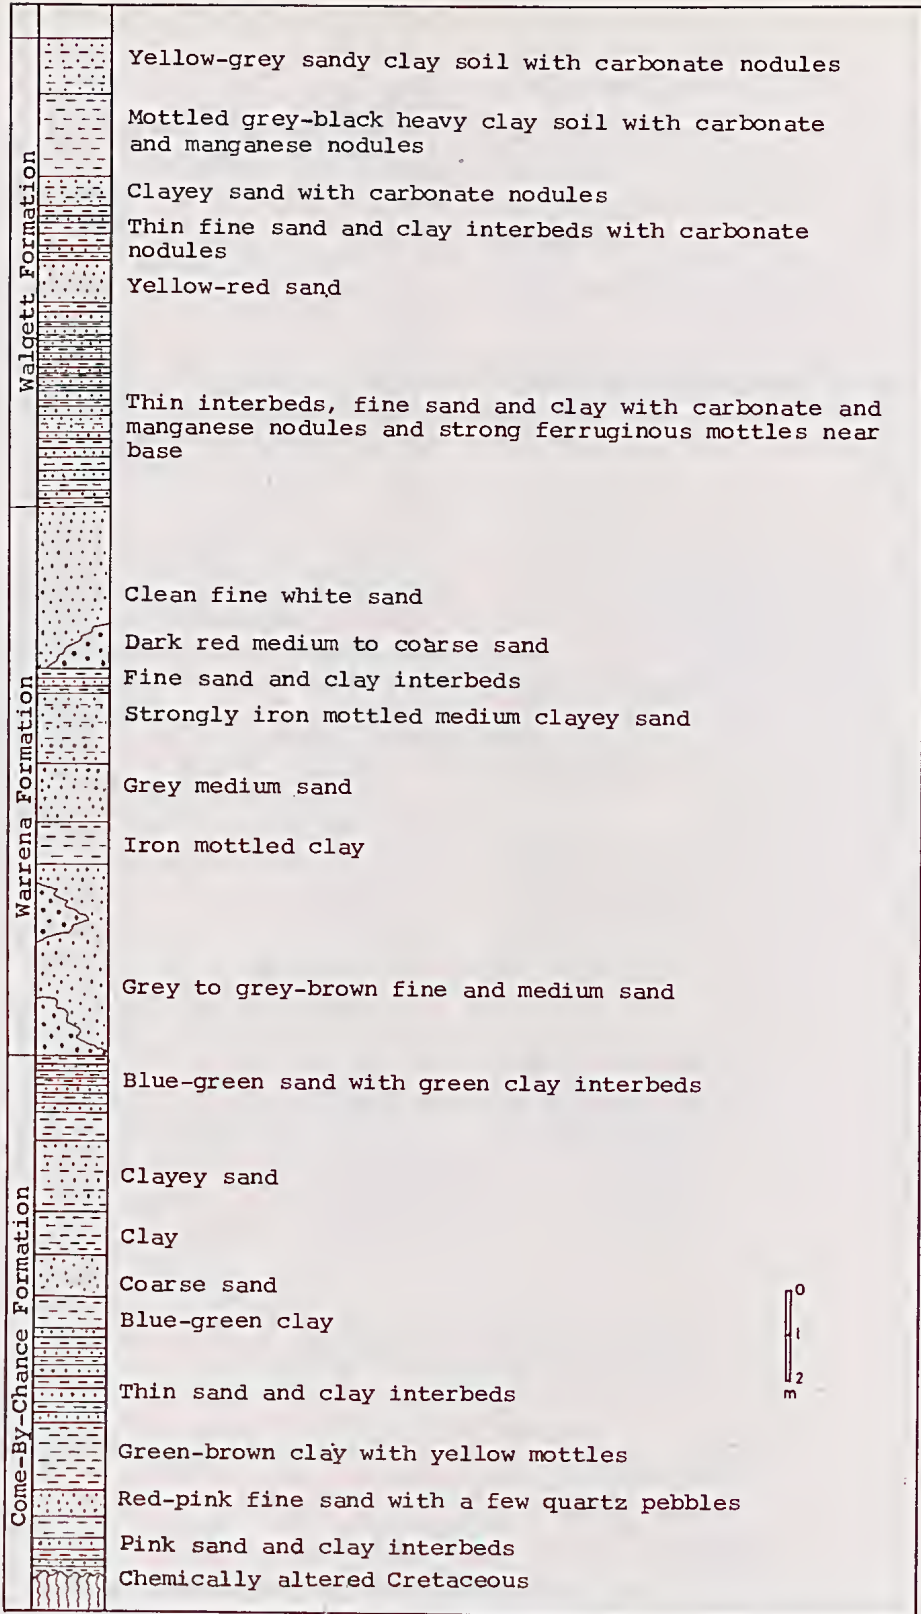 Yellow-grey sandy clay soil with carbonate nodules
Mottled grey-black heavy clay soil with carbonate
and manganese nodules
Clayey sand with carbonate nodules
Thin fine sand and clay interbeds with carbonate
nodules
Yellow-red sand
Thin interbeds, fine sand and clay with carbonate and
manganese nodules and strong ferruginous mottles near
base
Walgett Formation
Clean fine white sand
Dark red medium to coarse sand
Fine sand and clay interbeds
Strongly iron mottled medium clayey sand
Grey medium sand
Iron mottled clay
Grey to grey-brown fine and medium sand
Warrena Formation
Blue-green sand with green clay interbeds
Clayey sand
Clay
Coarse sand
Blue-green clay
Thin sand and clay interbeds
Green-brown clay with yellow mottles
Red-pink fine sand with a few quartz pebbles
Pink sand and clay interbeds
Chemically altered Cretaceous
Come-By-Chance Formation
0
1
2
m